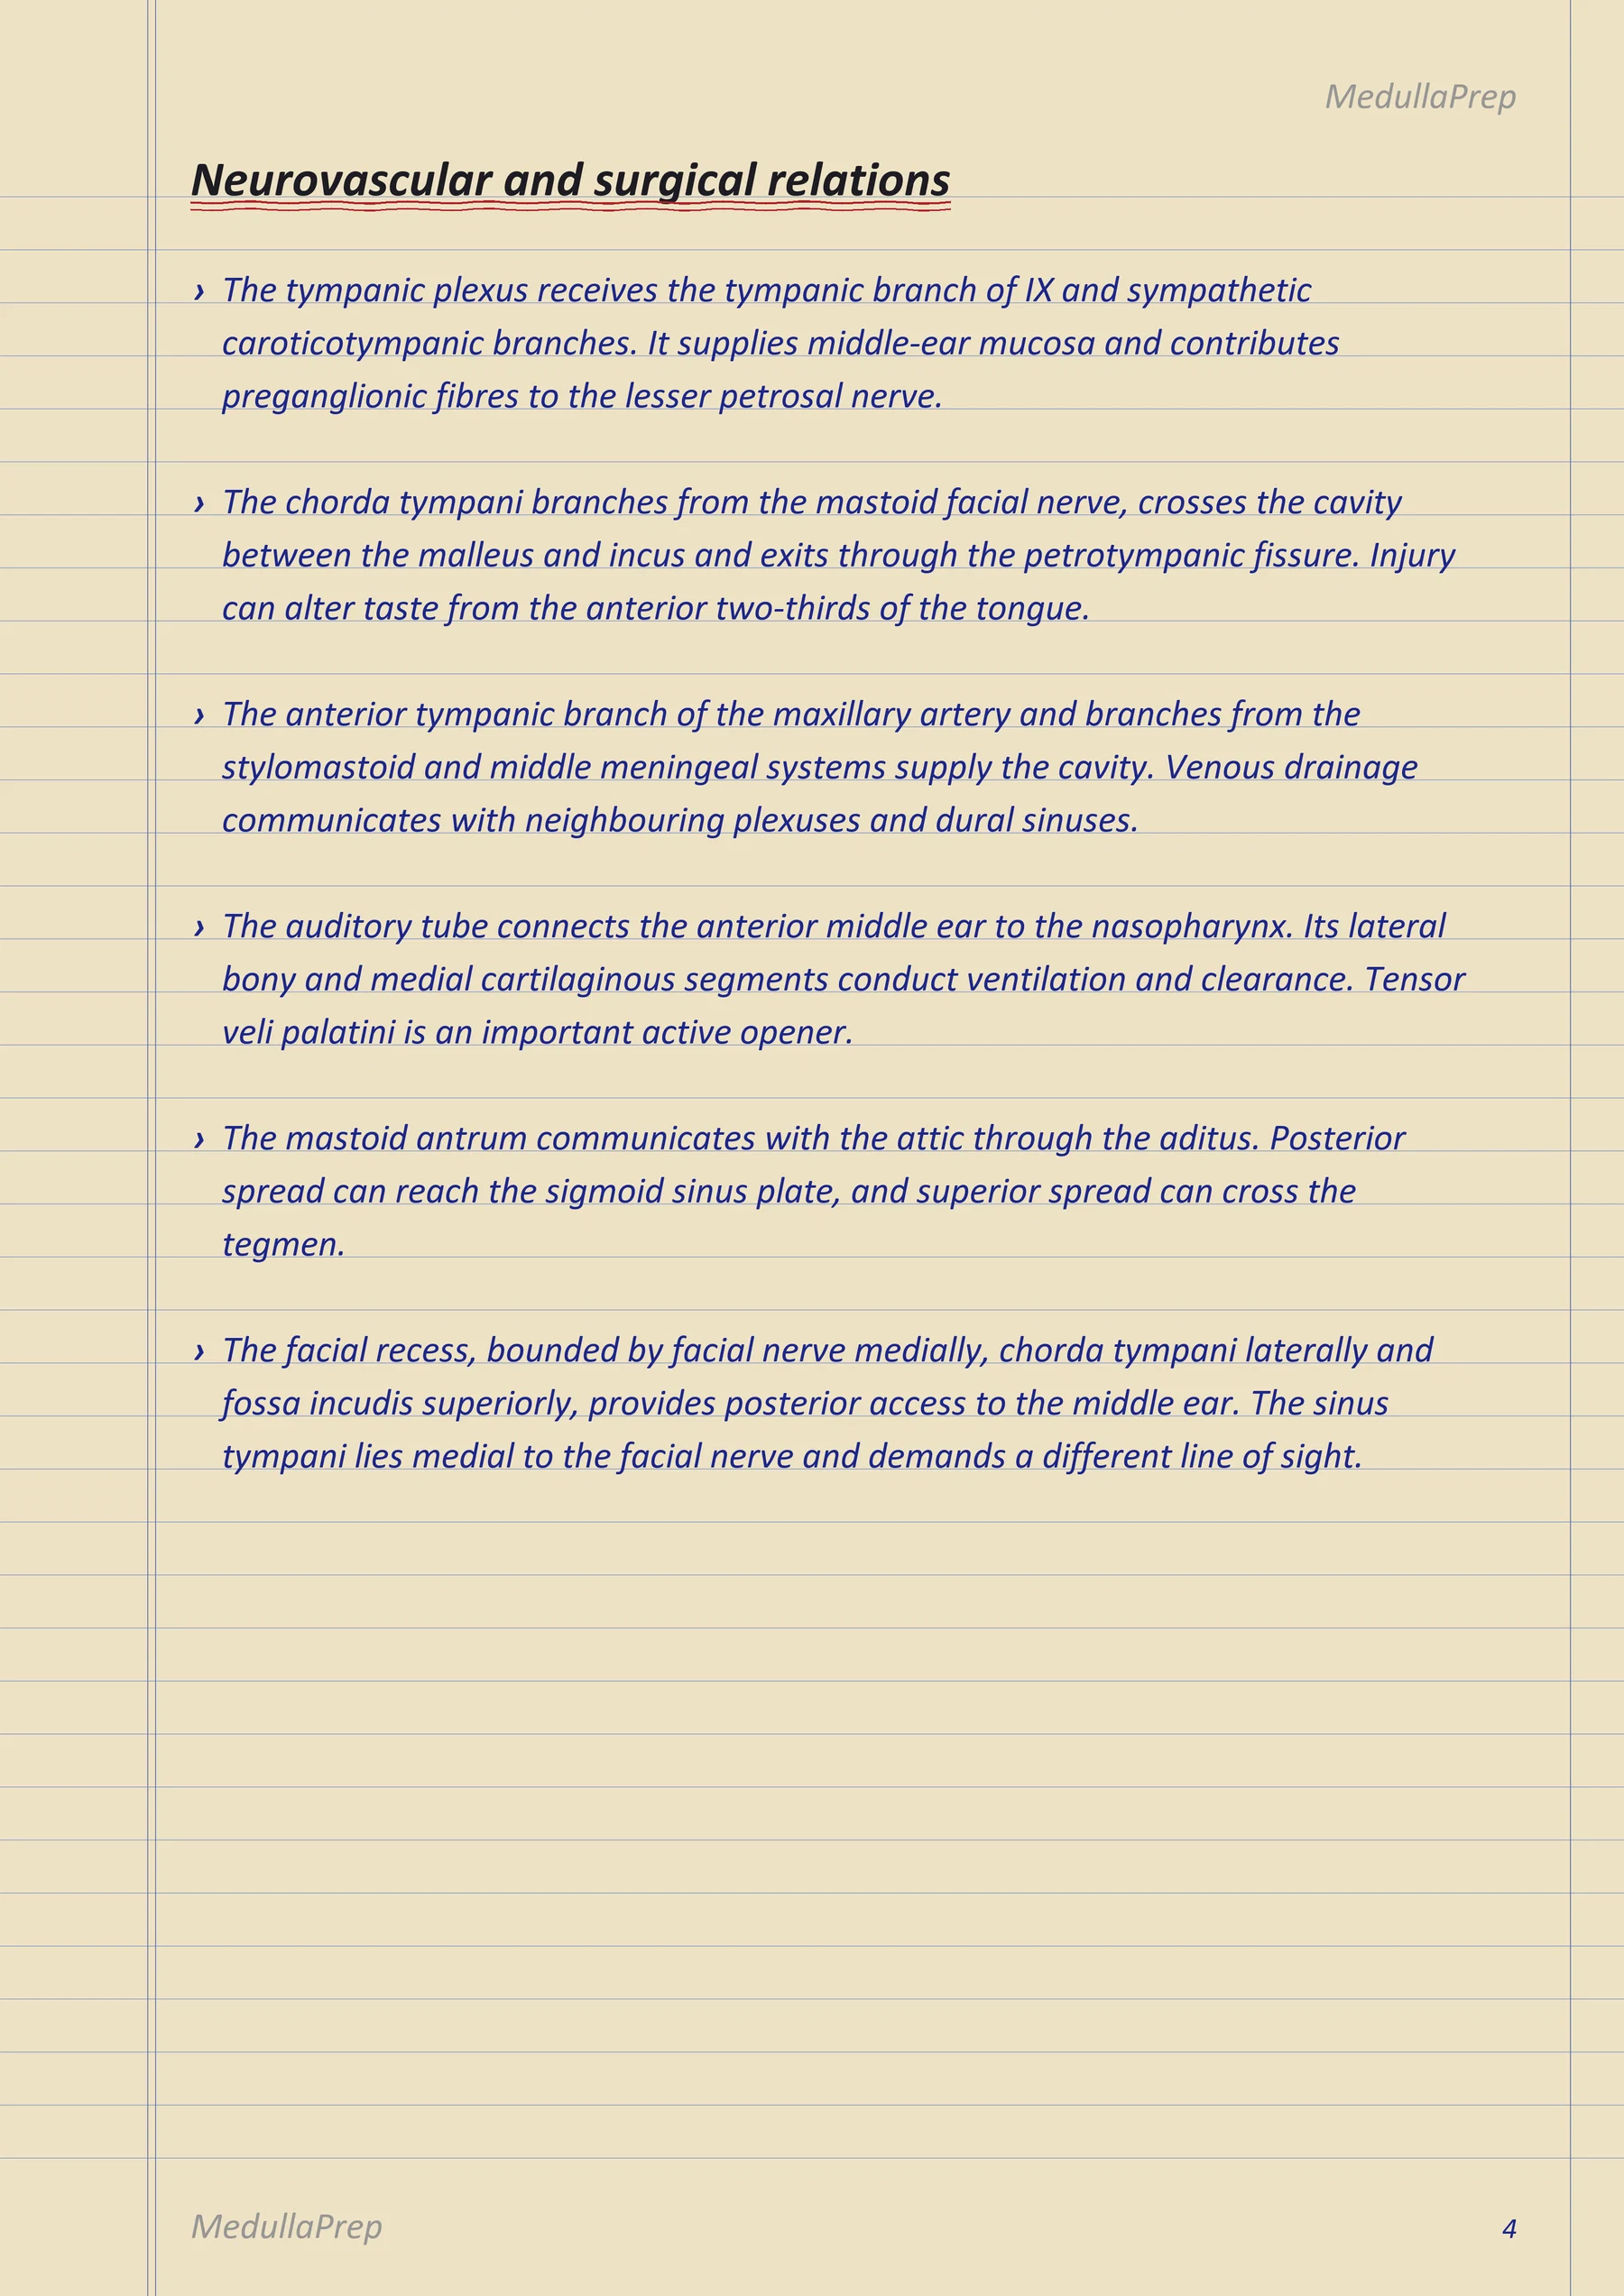 MedullaPrep
Neurovascular and surgical relations
› The tympanic plexus receives the tympanic branch of IX and sympathetic
caroticotympanic branches. It supplies middle-ear mucosa and contributes
preganglionic fibres to the lesser petrosal nerve.
› The chorda tympani branches from the mastoid facial nerve, crosses the cavity
between the malleus and incus and exits through the petrotympanic fissure. Injury
can alter taste from the anterior two-thirds of the tongue.
› The anterior tympanic branch of the maxillary artery and branches from the
stylomastoid and middle meningeal systems supply the cavity. Venous drainage
communicates with neighbouring plexuses and dural sinuses.
› The auditory tube connects the anterior middle ear to the nasopharynx. Its lateral
bony and medial cartilaginous segments conduct ventilation and clearance. Tensor
veli palatini is an important active opener.
› The mastoid antrum communicates with the attic through the aditus. Posterior
spread can reach the sigmoid sinus plate, and superior spread can cross the
tegmen.
› The facial recess, bounded by facial nerve medially, chorda tympani laterally and
fossa incudis superiorly, provides posterior access to the middle ear. The sinus
tympani lies medial to the facial nerve and demands a different line of sight.
MedullaPrep
4